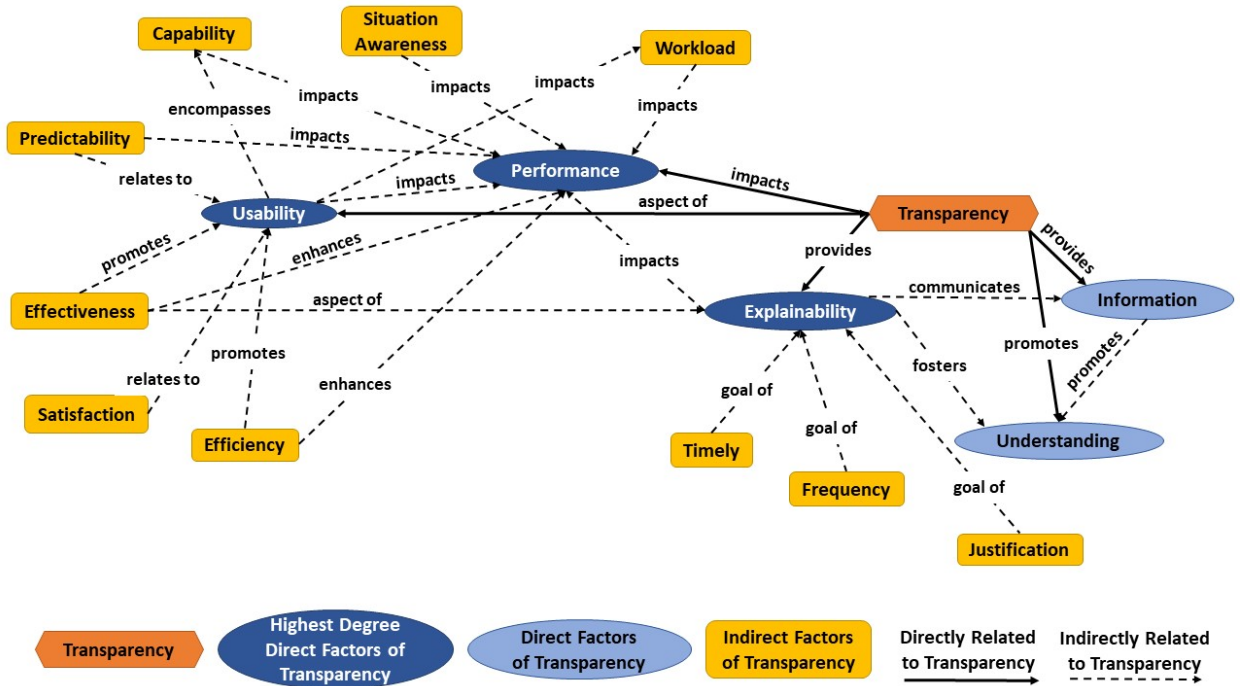 Capability
Situation
Awareness
Workload
impacts
impacts
impacts
impacts
encompasses
Predictability
impacts
relates to
Performance
impacts
impacts
Usability
aspect of
Transparency
promotes
enhances
impacts
provides
provides
communicates
Effectiveness
aspect of
Explainability
Information
promotes
relates to
enhances
goal of
fosters
promotes
promotes
Satisfaction
Efficiency
Timely
goal of
Understanding
Frequency
goal of
Justification
Transparency
Highest Degree
Direct Factors of
Transparency
Direct Factors
of Transparency
Indirect Factors
of Transparency
Directly Related
to Transparency
Indirectly Related
to Transparency